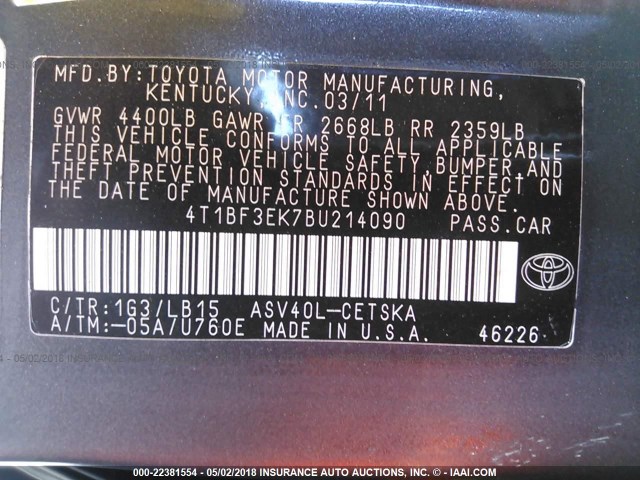 MFD. BY: TOYOTA MOTOR MANUFACTURING,
KENTUCKY, INC. 03/11
GVWR 4400LB GAWR FR 2668LB RR 2359LB
THIS VEHICLE CONFORMS TO ALL APPLICABLE
FEDERAL MOTOR VEHICLE SAFETY, BUMPER, AND
THEFT PREVENTION STANDARDS IN EFFECT ON
THE DATE OF MANUFACTURE SHOWN ABOVE.
4T1BF3EK7BU214090 PASS. CAR
C/TR: 1G3/LB15 ASV40L-CETSKA
A/TM: -05A/U760E MADE IN U.S.A. 46226
000-22381554 - 05/02/2018 - INSURANCE AUTO AUCTIONS, INC. - IAAI.COM